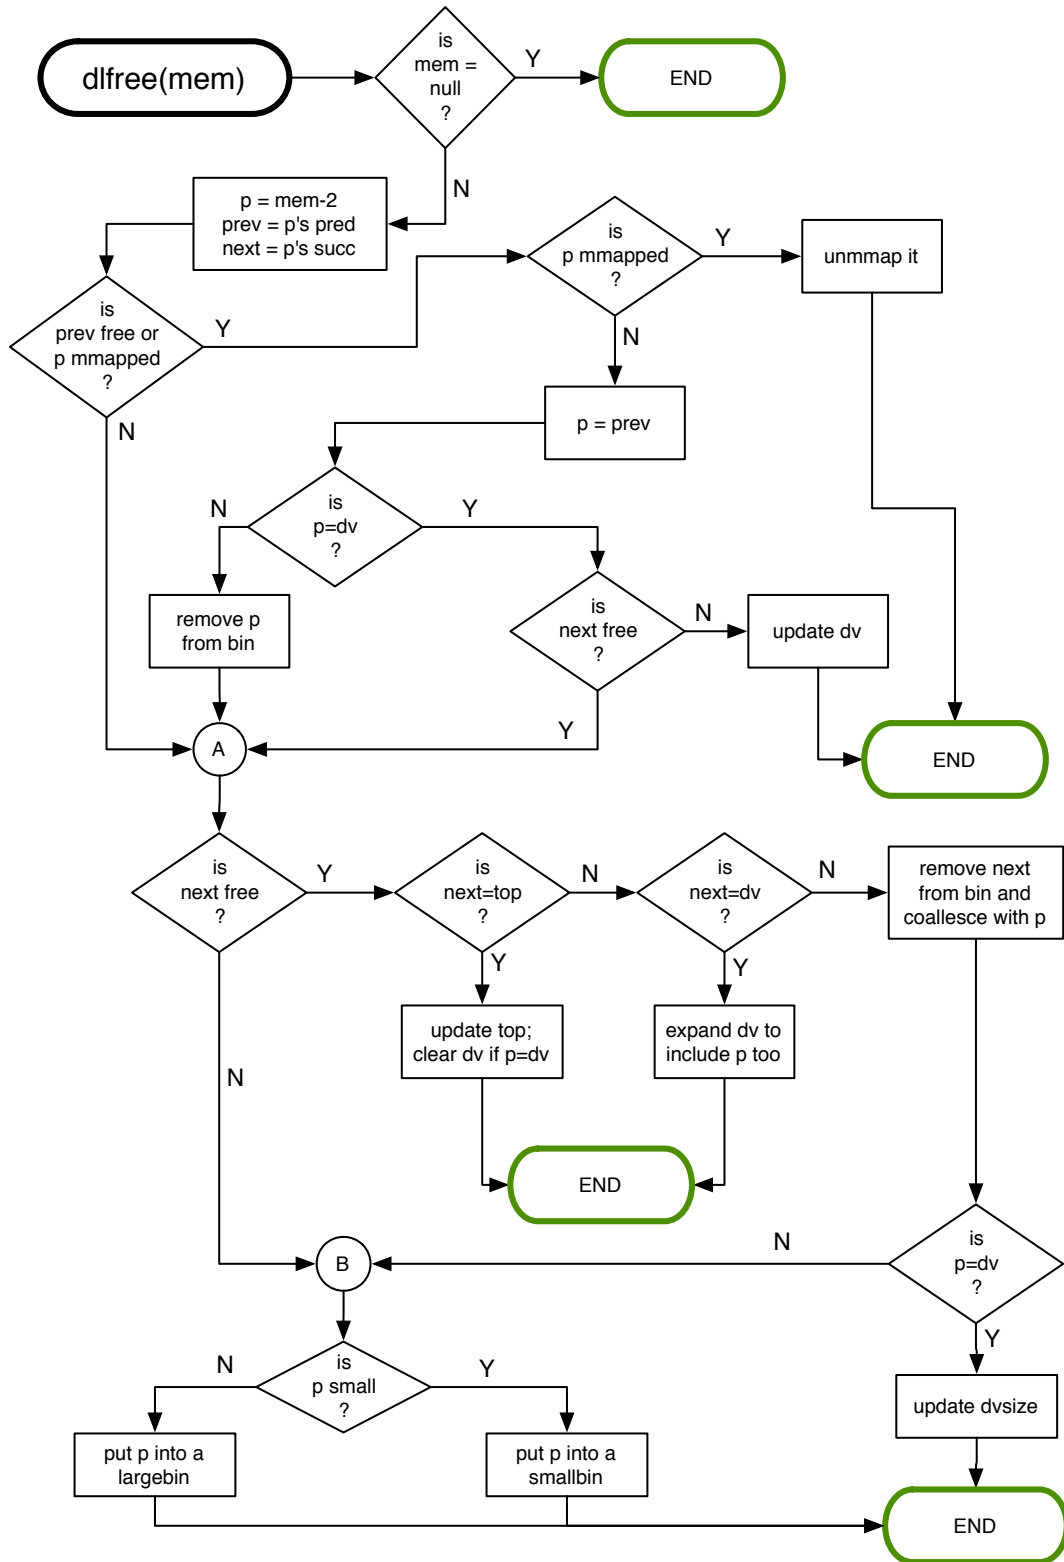 dlfree(mem)
is
mem =
null
?
Y
END
N
p = mem-2
prev = p's pred
next = p's succ
is
p mmapped
?
Y
unmmap it
is
prev free or
p mmapped
?
Y
N
N
p = prev
N
is
p=dv
?
Y
remove p
from bin
is
next free
?
N
update dv
Y
A
END
is
next free
?
Y
is
next=top
?
N
is
next=dv
?
N
remove next
from bin and
coallesce with p
Y
Y
update top;
clear dv if p=dv
expand dv to
include p too
N
END
B
N
is
p=dv
?
Y
N
is
p small
?
Y
update dvsize
put p into a
largebin
put p into a
smallbin
END